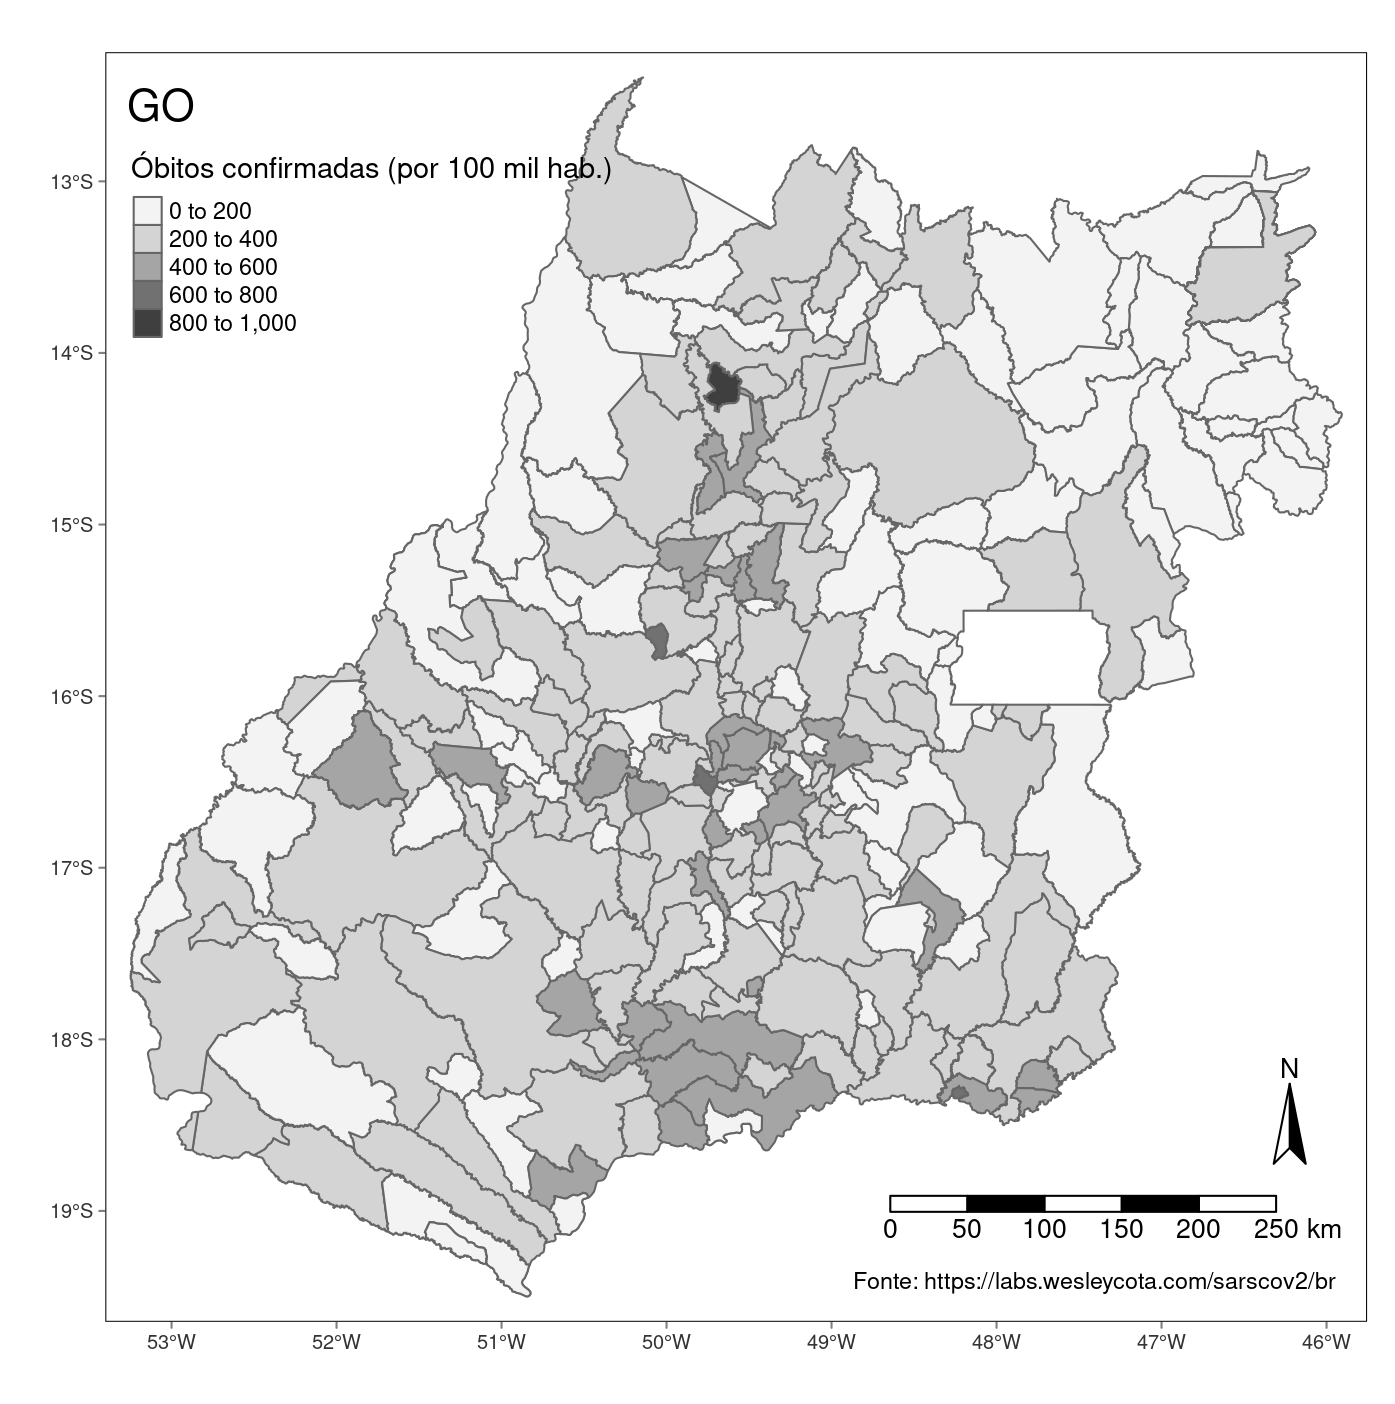 GO
Óbitos confirmadas (por 100 mil hab.)
0 to 200
200 to 400
400 to 600
600 to 800
800 to 1,000
13°S
14°S
15°S
16°S
17°S
18°S
19°S
N
0 50 100 150 200 250 km
Fonte: https://labs.wesleycota.com/sarscov2/br
53°W 52°W 51°W 50°W 49°W 48°W 47°W 46°W